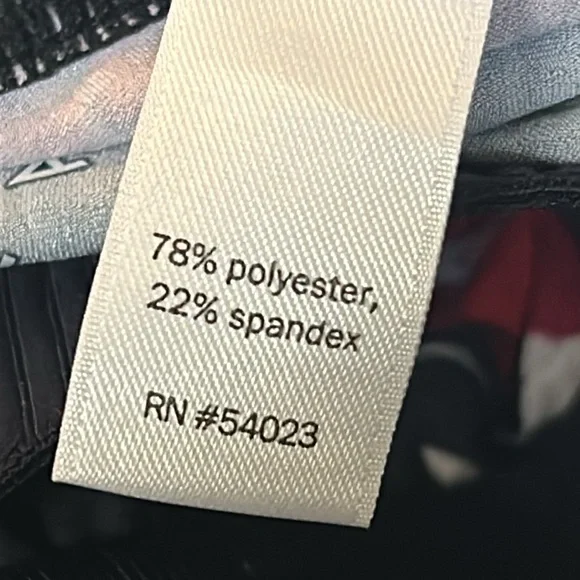 78% polyester,
22% spandex
RN #54023